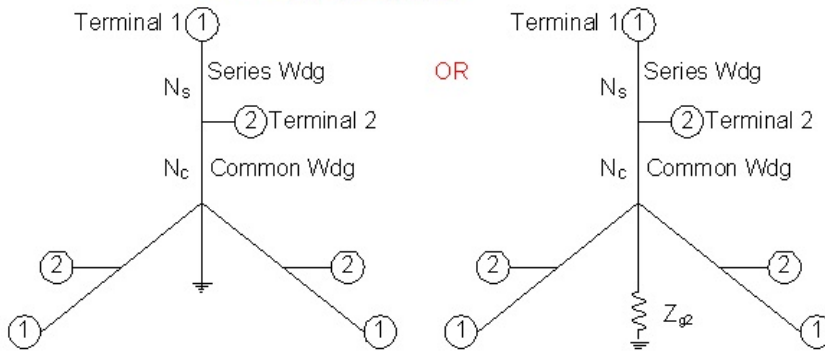 Terminal 1 1
Series Wdg
Ns
2 Terminal 2
Nc Common Wdg
2
2
1
1
OR
Terminal 1 1
Series Wdg
Ns
2 Terminal 2
Nc Common Wdg
2
2
Zg2
1
1